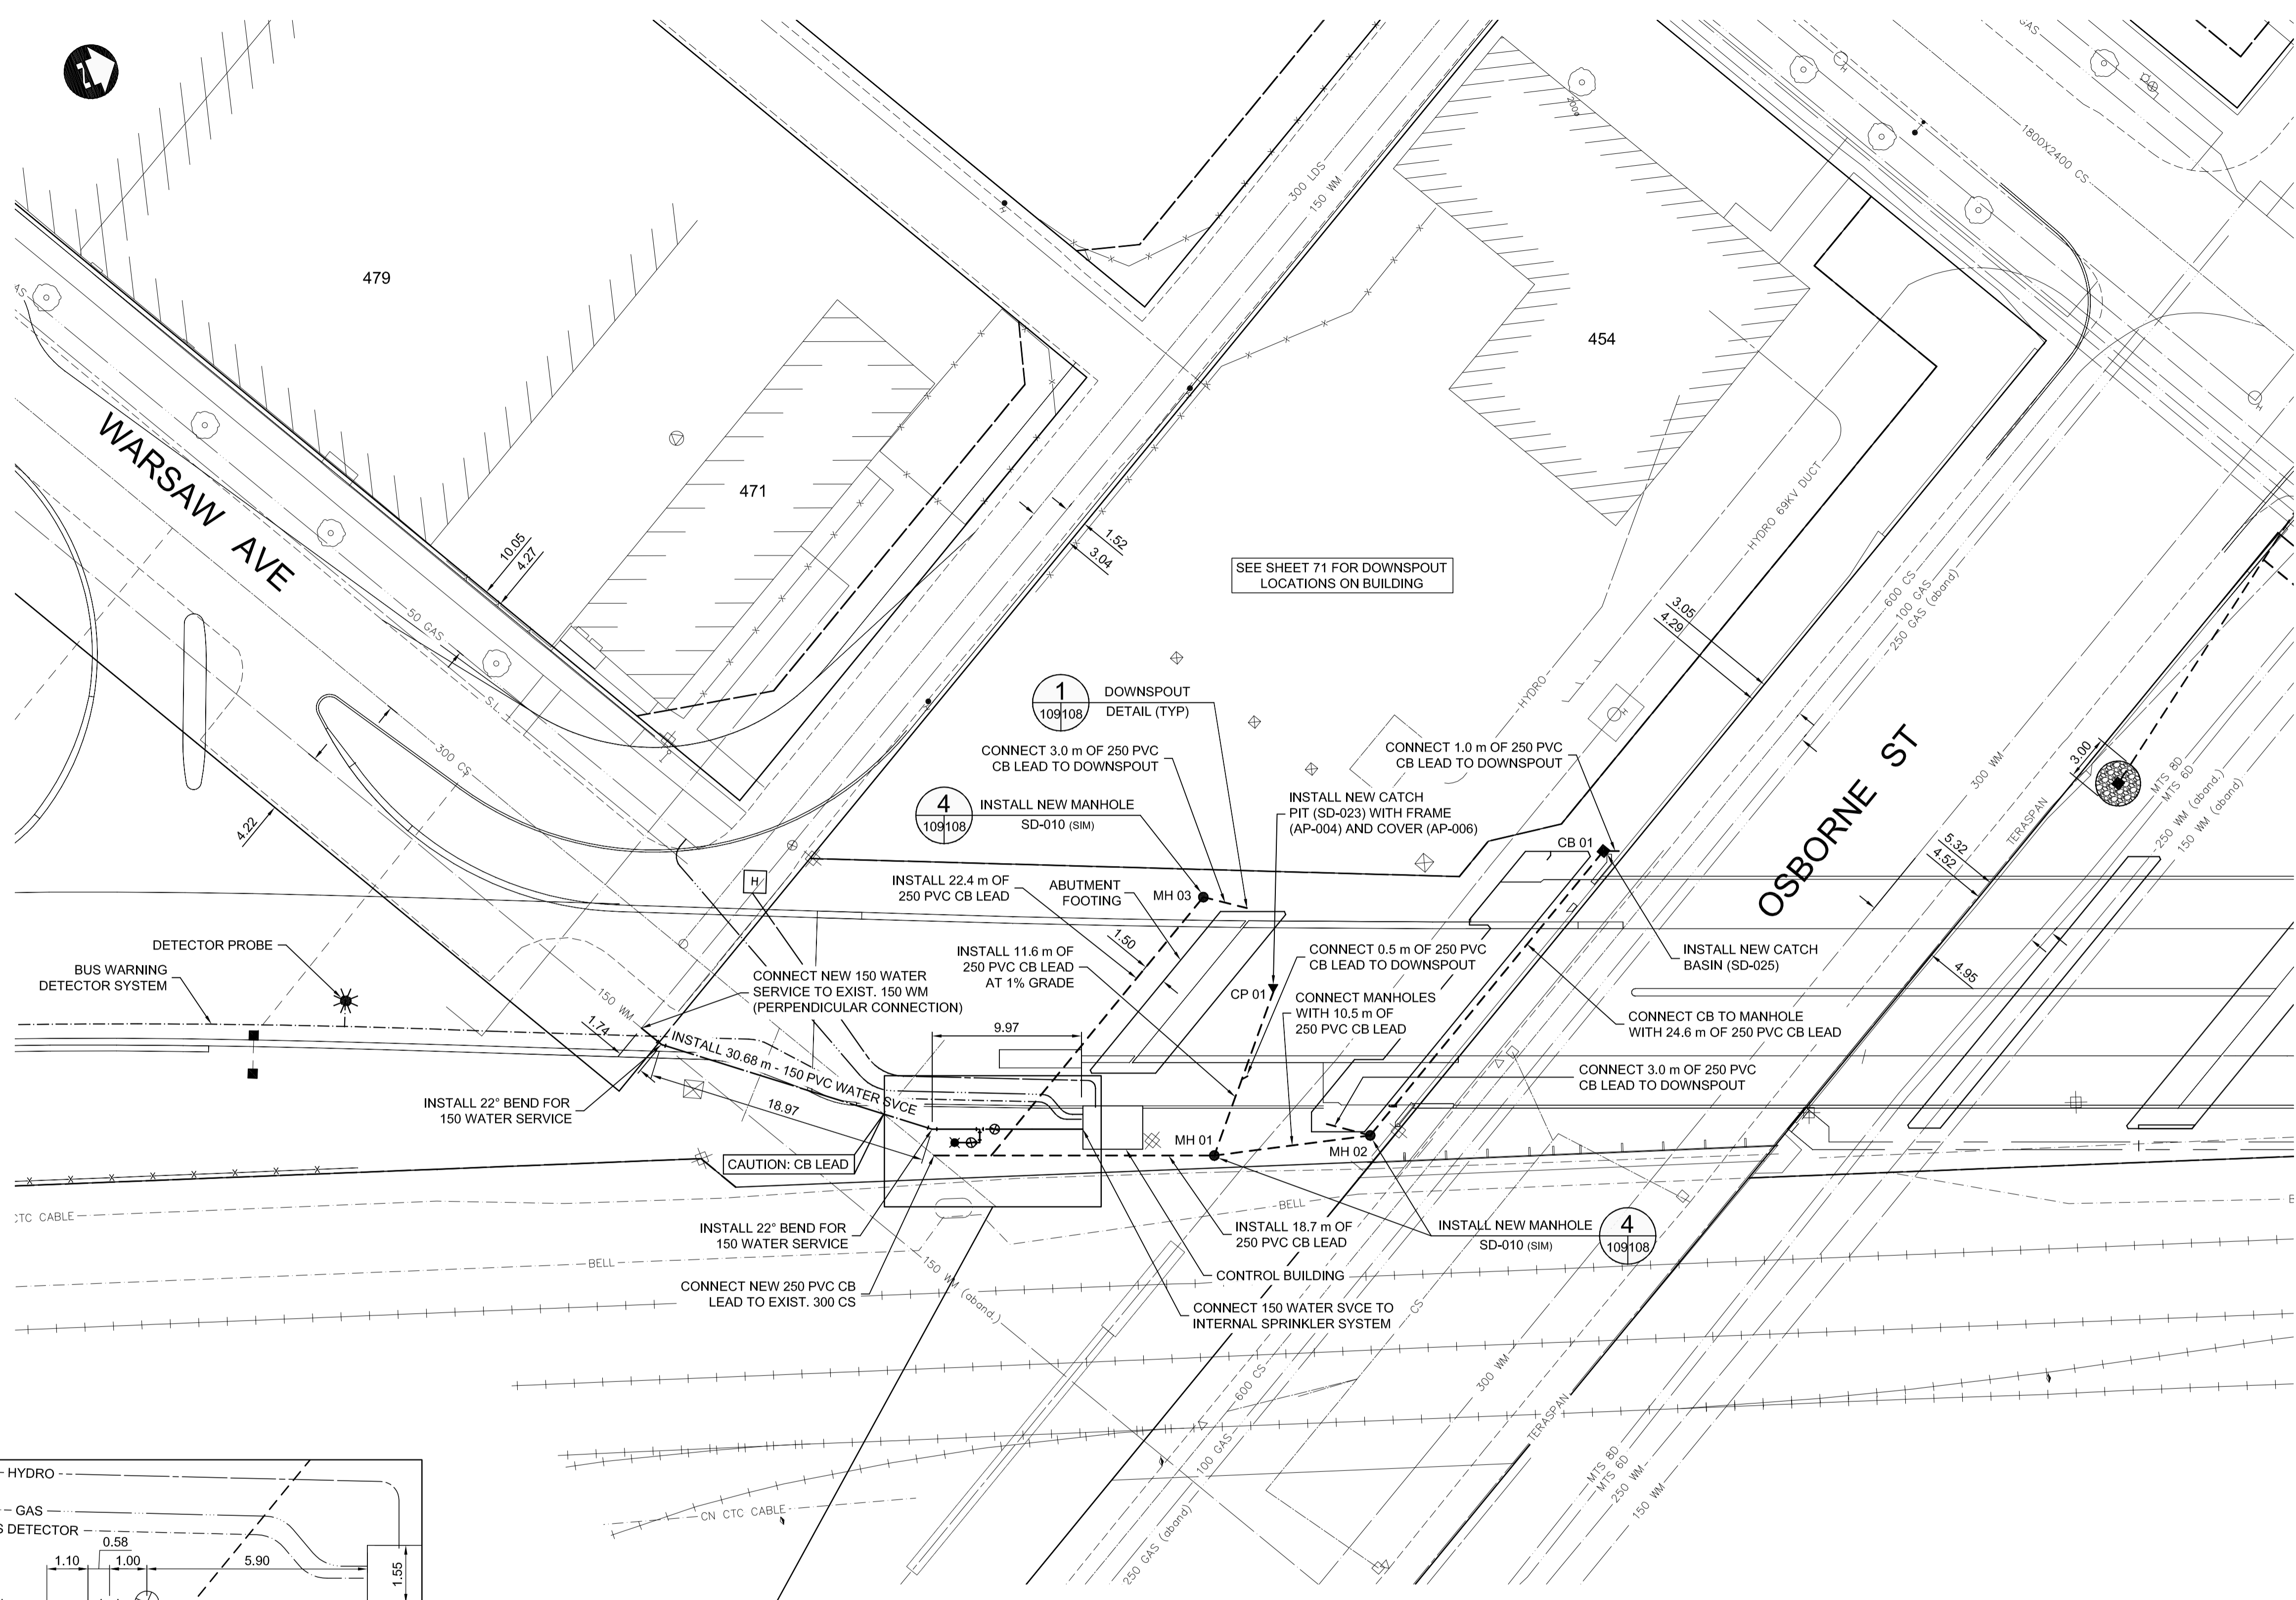 Z
GAS
2000
1800X2400 CS
H
H
300 LDS
150 WM
479
454
471
WARSAW AVE
10.05
4.27
1.52
3.04
HYDRO 69KV DUCT
SEE SHEET 71 FOR DOWNSPOUT
LOCATIONS ON BUILDING
600 CS
100 GAS
250 GAS (aband)
3.05
4.29
50 GAS
S.L.
300 CS
4.22
1
109 108
DOWNSPOUT
DETAIL (TYP)
HYDRO
H
CONNECT 3.0 m OF 250 PVC
CB LEAD TO DOWNSPOUT
CONNECT 1.0 m OF 250 PVC
CB LEAD TO DOWNSPOUT
4
109 108
INSTALL NEW MANHOLE
SD-010 (SIM)
INSTALL NEW CATCH
PIT (SD-023) WITH FRAME
(AP-004) AND COVER (AP-006)
OSBORNE ST
300 WM
TERASPAN
3.00
MTS 8D
MTS 6D
250 WM (aband.)
150 WM (aband)
CB 01
5.32
4.52
H
INSTALL 22.4 m OF
250 PVC CB LEAD
ABUTMENT
FOOTING
MH 03
1.50
DETECTOR PROBE
BUS WARNING
DETECTOR SYSTEM
INSTALL 11.6 m OF
250 PVC CB LEAD
AT 1% GRADE
CONNECT 0.5 m OF 250 PVC
CB LEAD TO DOWNSPOUT
INSTALL NEW CATCH
BASIN (SD-025)
4.95
CONNECT NEW 150 WATER
SERVICE TO EXIST. 150 WM
(PERPENDICULAR CONNECTION)
CP 01
CONNECT MANHOLES
WITH 10.5 m OF
250 PVC CB LEAD
150 WM
1.74
9.97
CONNECT CB TO MANHOLE
WITH 24.6 m OF 250 PVC CB LEAD
INSTALL 30.68 m - 150 PVC WATER SVCE
CONNECT 3.0 m OF 250 PVC
CB LEAD TO DOWNSPOUT
INSTALL 22° BEND FOR
150 WATER SERVICE
18.97
MH 01
MH 02
CAUTION: CB LEAD
CTC CABLE
BELL
INSTALL 22° BEND FOR
150 WATER SERVICE
INSTALL 18.7 m OF
250 PVC CB LEAD
INSTALL NEW MANHOLE
SD-010 (SIM)
4
109 108
BELL
150 WM (aband.)
CONTROL BUILDING
CONNECT NEW 250 PVC CB
LEAD TO EXIST. 300 CS
CONNECT 150 WATER SVCE TO
INTERNAL SPRINKLER SYSTEM
CS
600 CS
300 WM
TERASPAN
100 GAS
250 GAS (aband)
MTS 8D
MTS 6D
250 WM
150 WM
CN CTC CABLE
HYDRO
GAS
S DETECTOR
0.58
1.10
1.00
5.90
1.55